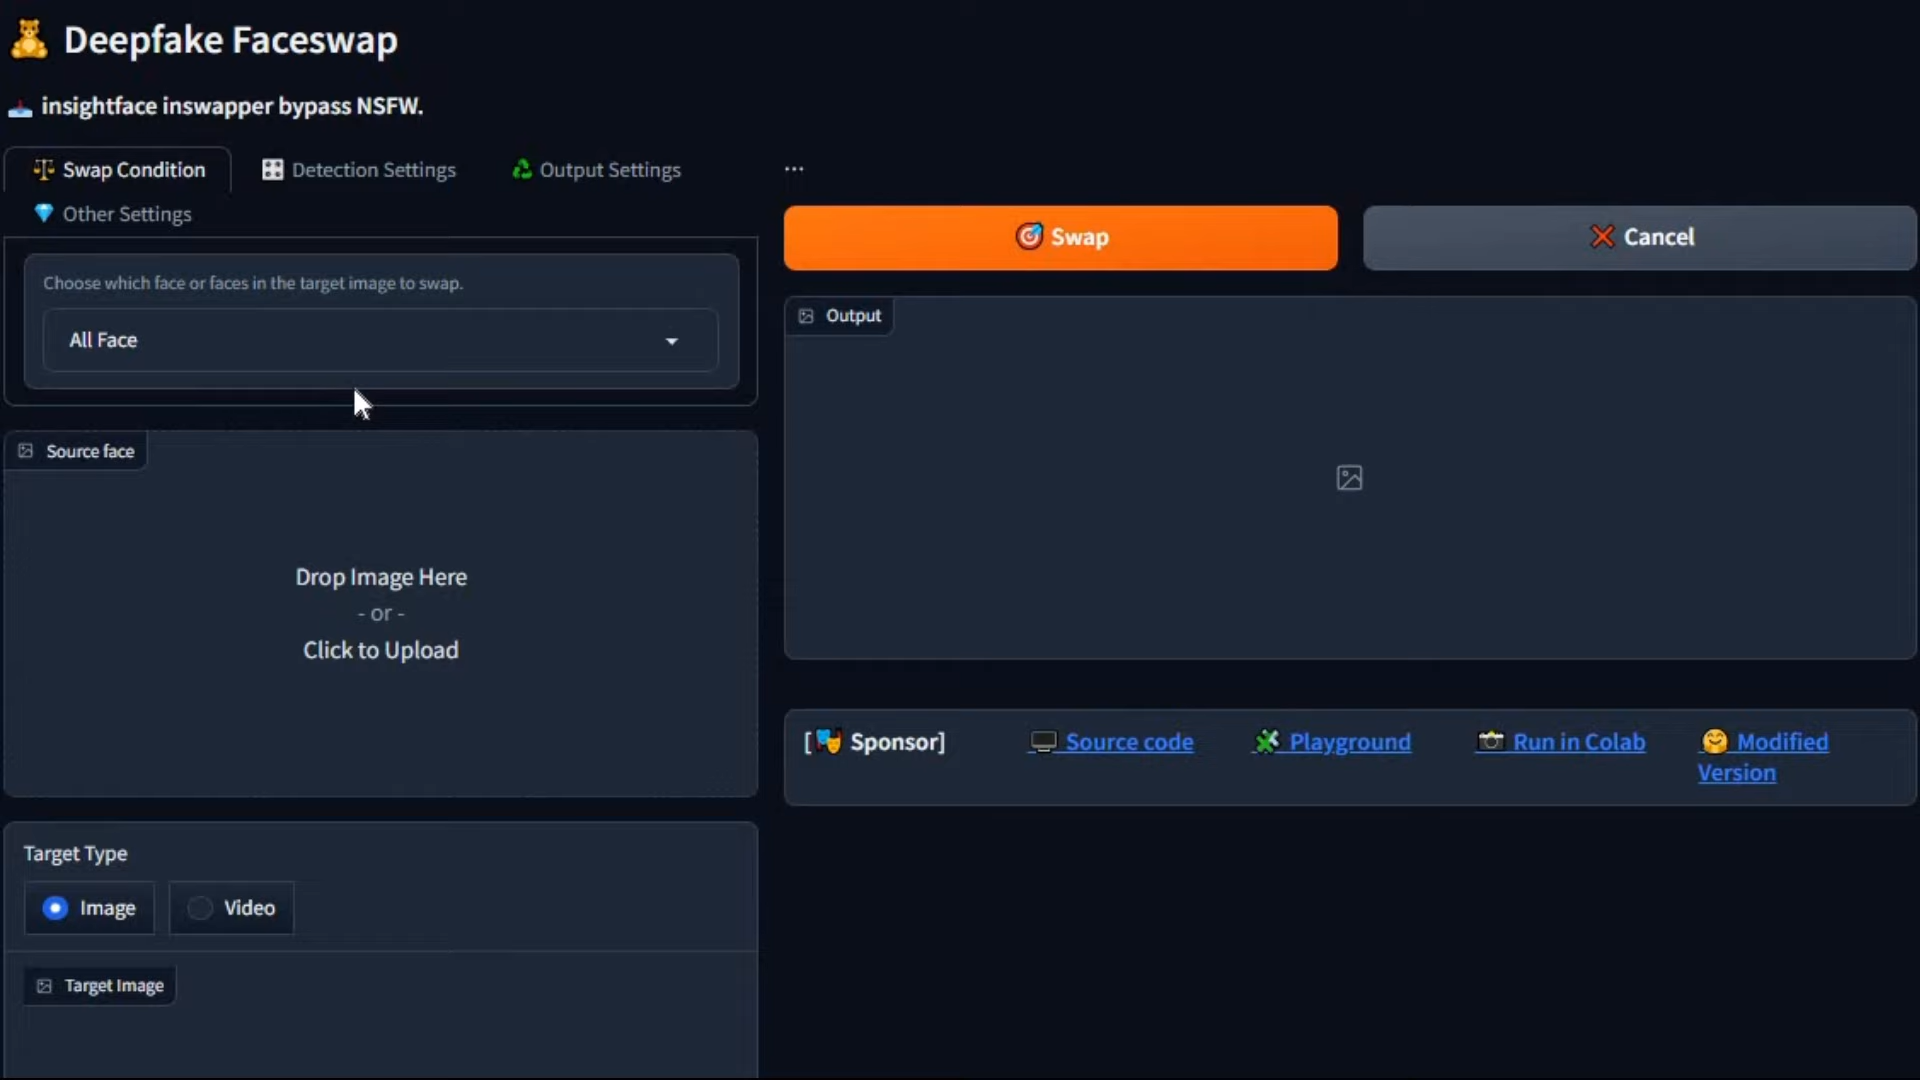 Deepfake Faceswap
insightface inswapper bypass NSFW.
Swap Condition
Detection Settings
Output Settings
Other Settings
Choose which face or faces in the target image to swap.
All Face
Source face
Drop Image Here
- or -
Click to Upload
Target Type
Image
Video
Target Image
...
Swap
Cancel
Output
[🎭 Sponsor]
Source code
Playground
Run in Colab
Modified
Version